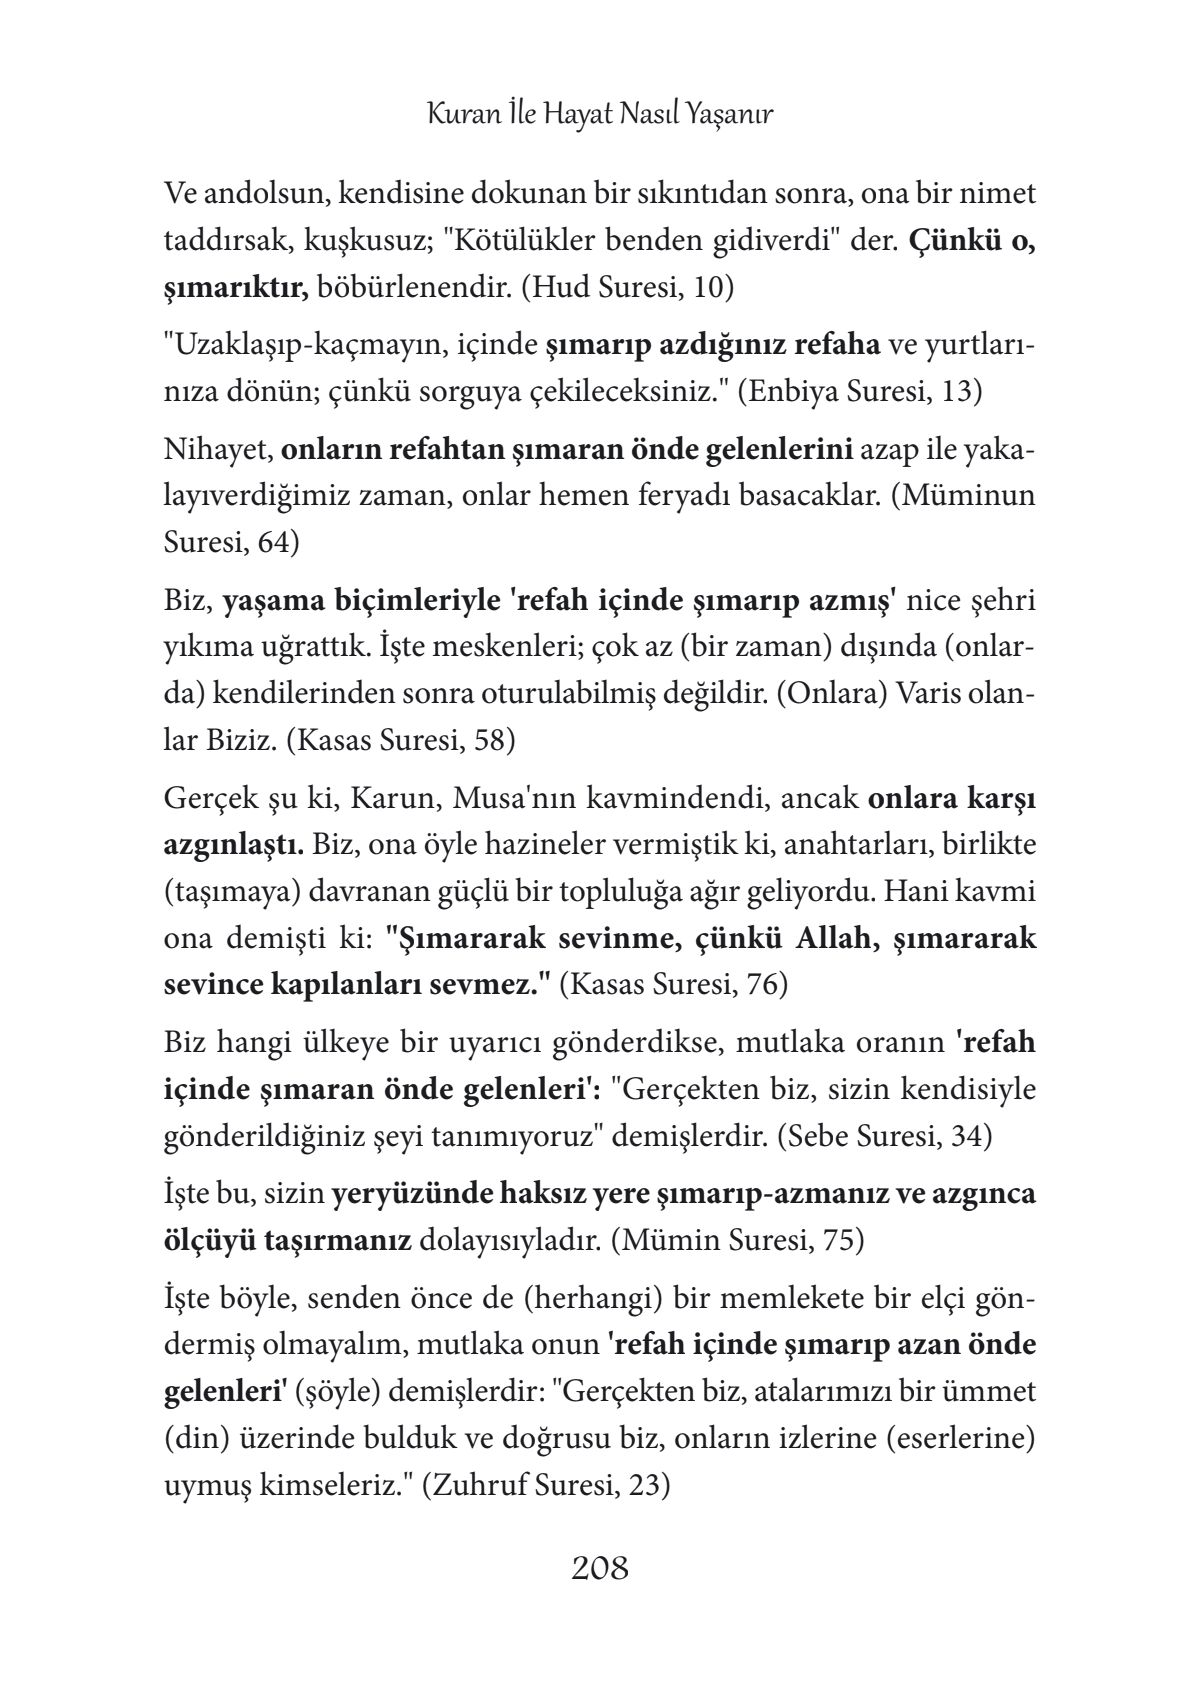 Kuran İle Hayat Nasıl Yaşanır
Ve andolsun, kendisine dokunan bir sıkıntıdan sonra, ona bir nimet
taddırsak, kuşkusuz; "Kötülükler benden gidiverdi" der. Çünkü o,
şımarıktır, böbürlenendir. (Hud Suresi, 10)
"Uzaklaşıp-kaçmayın, içinde şımarıp azdığınız refaha ve yurtları-
nıza dönün; çünkü sorguya çekileceksiniz." (Enbiya Suresi, 13)
Nihayet, onların refahtan şımaran önde gelenlerini azap ile yaka-
layıverdiğimiz zaman, onlar hemen feryadı basacaklar. (Müminun
Suresi, 64)
Biz, yaşama biçimleriyle 'refah içinde şımarıp azmış' nice şehri
yıkıma uğrattık. İşte meskenleri; çok az (bir zaman) dışında (onlar-
da) kendilerinden sonra oturulabilmiş değildir. (Onlara) Varis olan-
lar Biziz. (Kasas Suresi, 58)
Gerçek şu ki, Karun, Musa'nın kavmindendi, ancak onlara karşı
azgınlaştı. Biz, ona öyle hazineler vermiştik ki, anahtarları, birlikte
(taşımaya) davranan güçlü bir topluluğa ağır geliyordu. Hani kavmi
ona demişti ki: "Şımararak sevinme, çünkü Allah, şımararak
sevince kapılanları sevmez." (Kasas Suresi, 76)
Biz hangi ülkeye bir uyarıcı gönderdikse, mutlaka oranın 'refah
içinde şımaran önde gelenleri': "Gerçekten biz, sizin kendisiyle
gönderildiğiniz şeyi tanımıyoruz" demişlerdir. (Sebe Suresi, 34)
İşte bu, sizin yeryüzünde haksız yere şımarıp-azmanız ve azgınca
ölçüyü taşırmanız dolayısıyladır. (Mümin Suresi, 75)
İşte böyle, senden önce de (herhangi) bir memlekete bir elçi gön-
dermiş olmayalım, mutlaka onun 'refah içinde şımarıp azan önde
gelenleri' (şöyle) demişlerdir: "Gerçekten biz, atalarımızı bir ümmet
(din) üzerinde bulduk ve doğrusu biz, onların izlerine (eserlerine)
uymuş kimseleriz." (Zuhruf Suresi, 23)
208